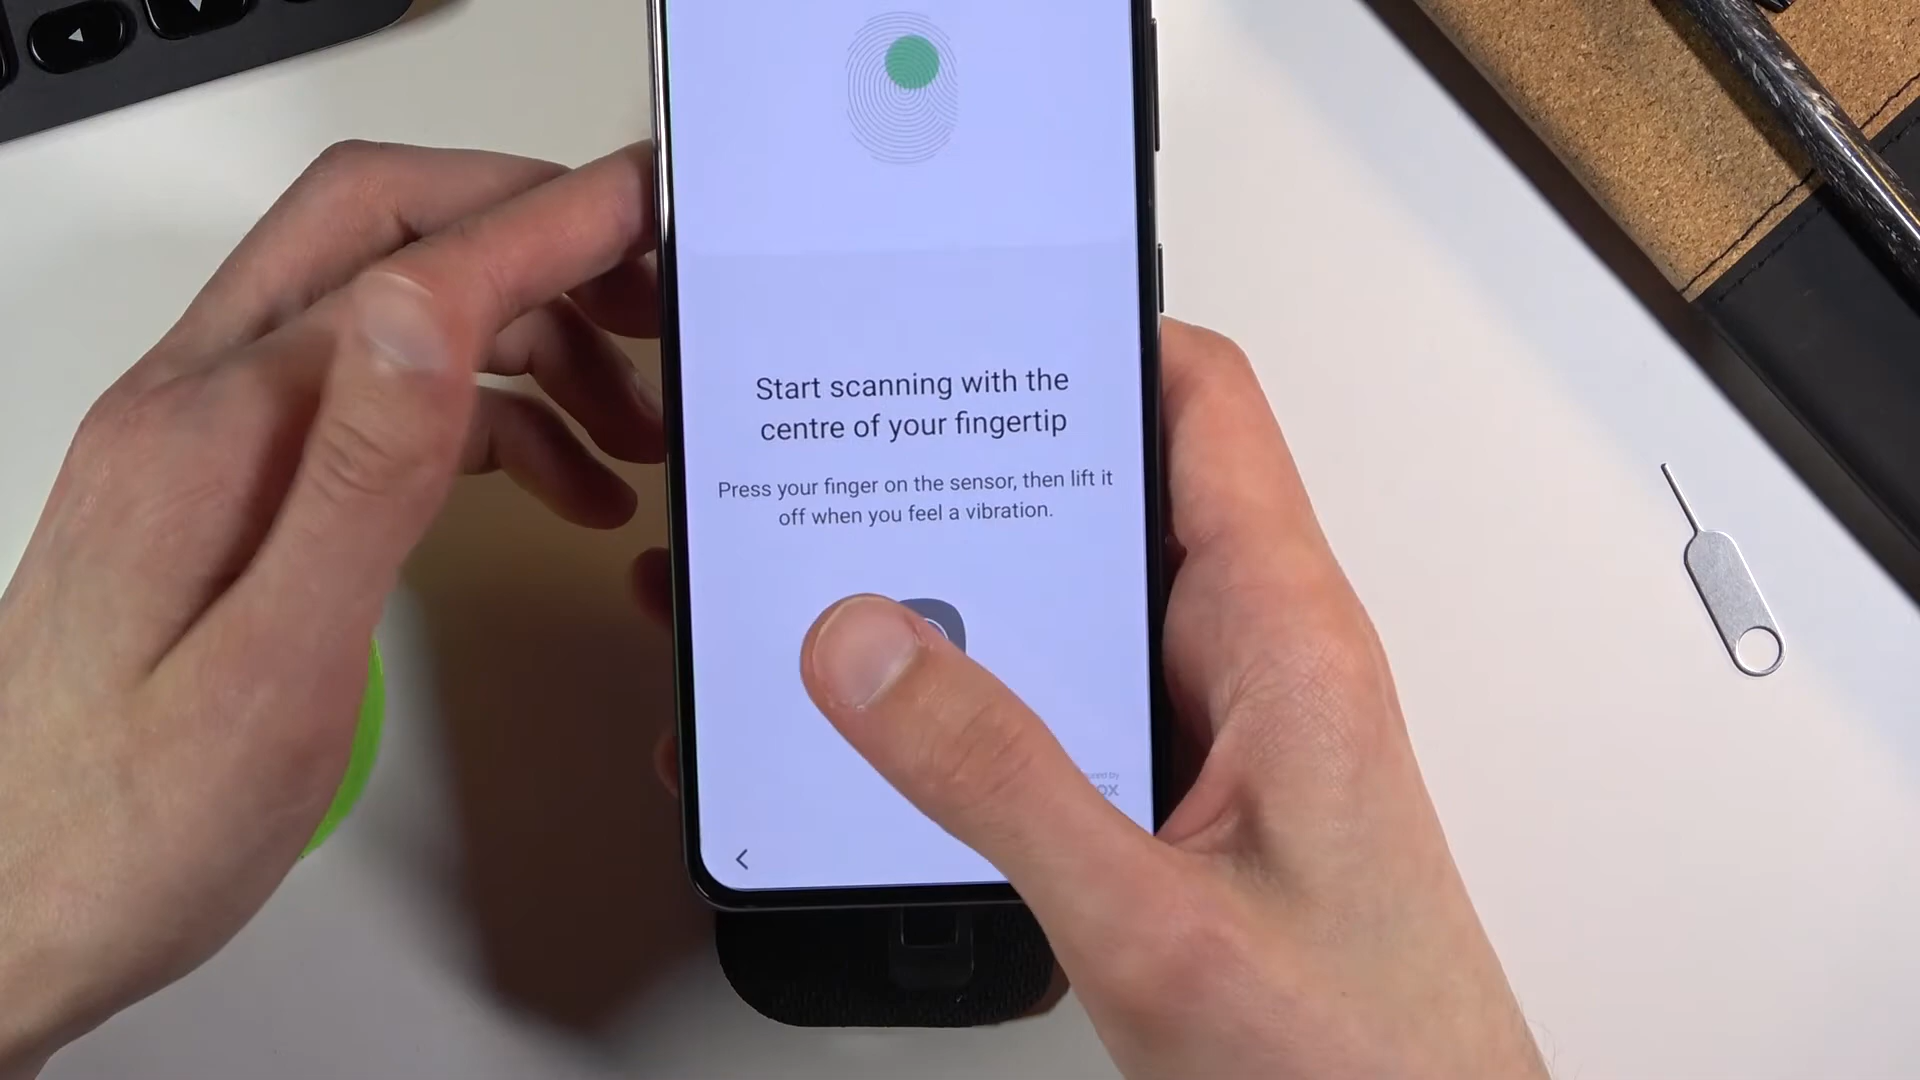 Start scanning with the
centre of your fingertip
Press your finger on the sensor, then lift it
off when you feel a vibration.